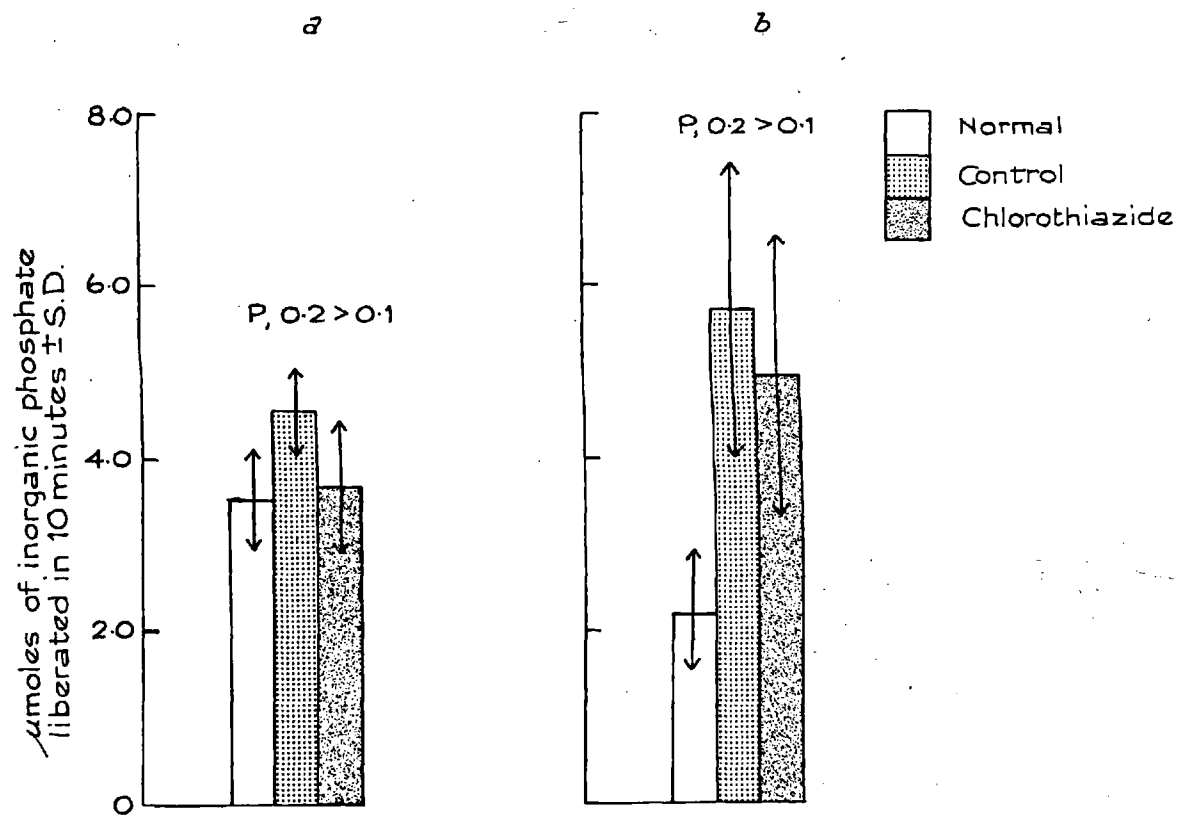 a
b
8.0
6.0
4.0
2.0
0
µmoles of inorganic phosphate
liberated in 10 minutes ± S.D.
P, 0.2 > 0.1
P, 0.2 > 0.1
Normal
Control
Chlorothiazide